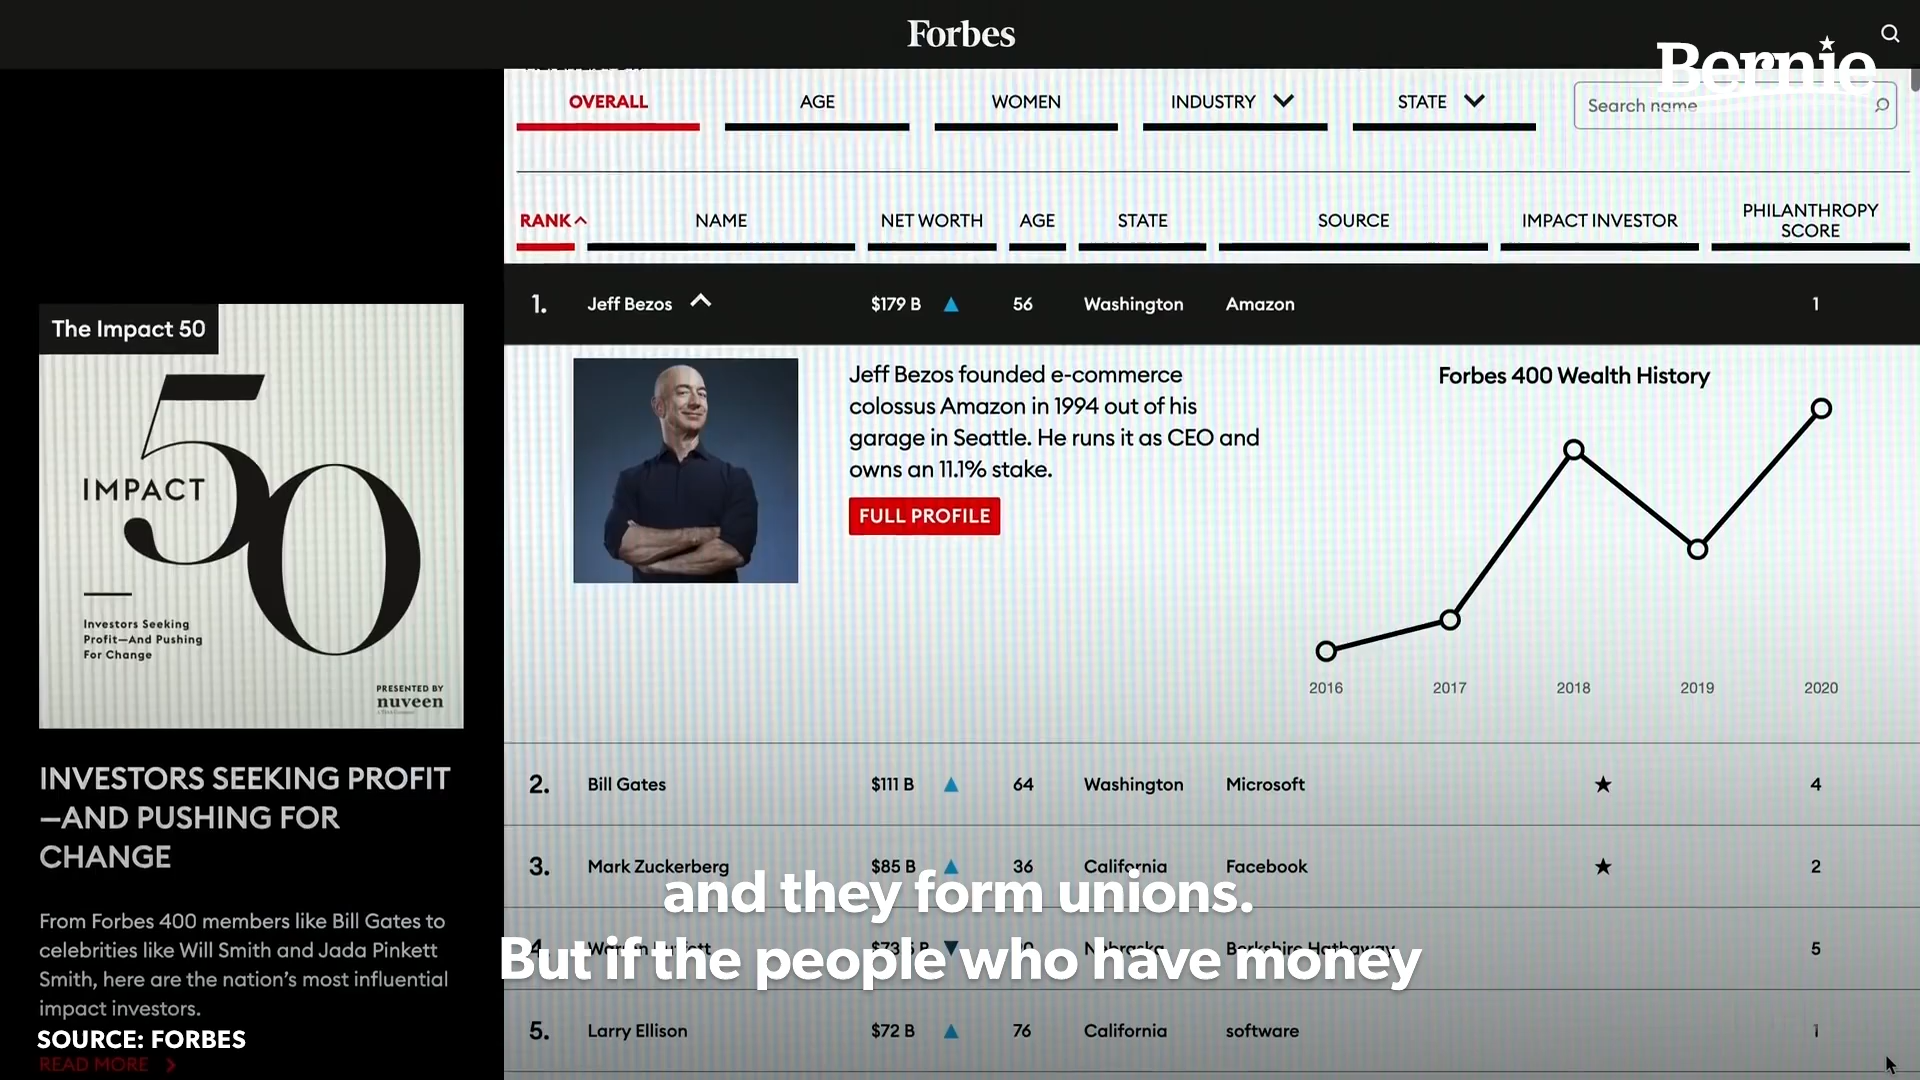 Forbes
Bernie
OVERALL
AGE
WOMEN
INDUSTRY
STATE
Search name
RANK
NAME
NET WORTH
AGE
STATE
SOURCE
IMPACT INVESTOR
PHILANTHROPY
SCORE
1. Jeff Bezos $179 B 56 Washington Amazon 1
The Impact 50
IMPACT
50
Investors Seeking
Profit—And Pushing
For Change
PRESENTED BY
nuveen
INVESTORS SEEKING PROFIT
—AND PUSHING FOR
CHANGE
From Forbes 400 members like Bill Gates to
celebrities like Will Smith and Jada Pinkett
Smith, here are the nation's most influential
impact investors.
SOURCE: FORBES
READ MORE
Jeff Bezos founded e-commerce
colossus Amazon in 1994 out of his
garage in Seattle. He runs it as CEO and
owns an 11.1% stake.
FULL PROFILE
Forbes 400 Wealth History
2016 2017 2018 2019 2020
2. Bill Gates $111 B 64 Washington Microsoft ★ 4
3. Mark Zuckerberg $85 B 36 California Facebook ★ 2
and they form unions.
4. Warren Buffett Nebraska Berkshire Hathaway 5
But if the people who have money
5. Larry Ellison $72 B 76 California software 1